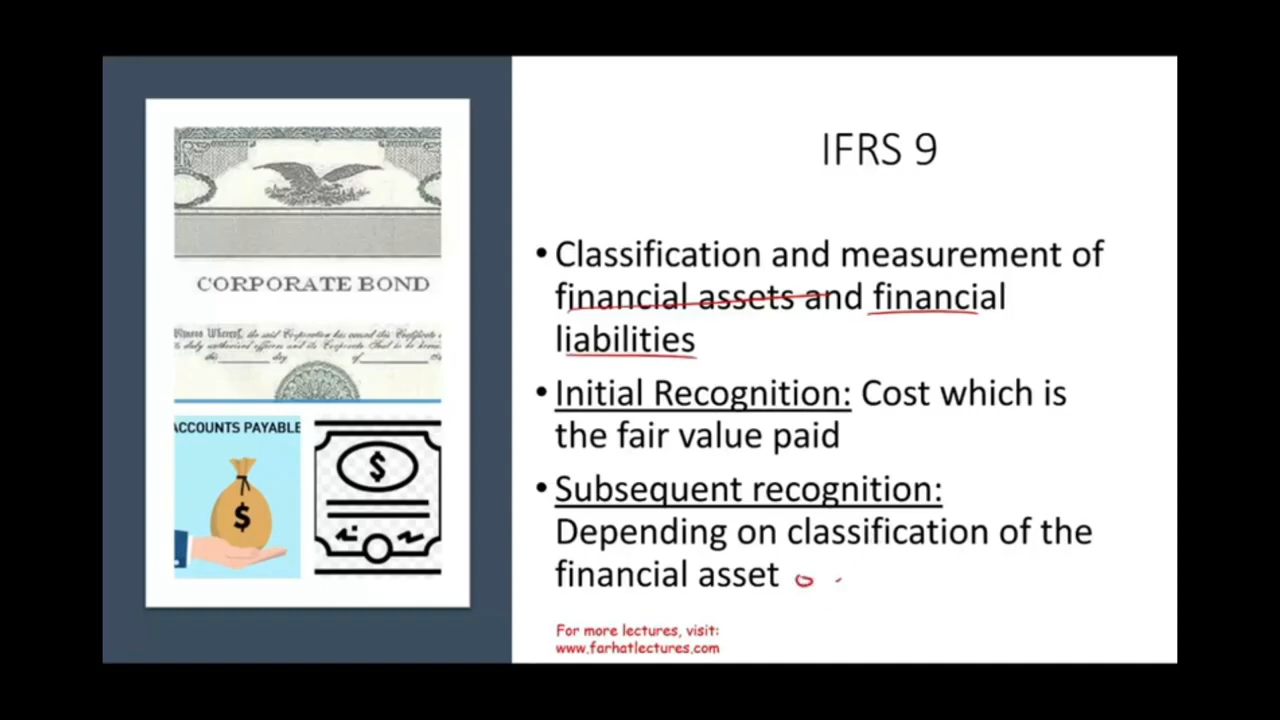 CORPORATE BOND
ACCOUNTS PAYABLE
$
$
IFRS 9
• Classification and measurement of
financial assets and financial
liabilities
• Initial Recognition: Cost which is
the fair value paid
• Subsequent recognition:
Depending on classification of the
financial asset
For more lectures, visit:
www.farhatlectures.com